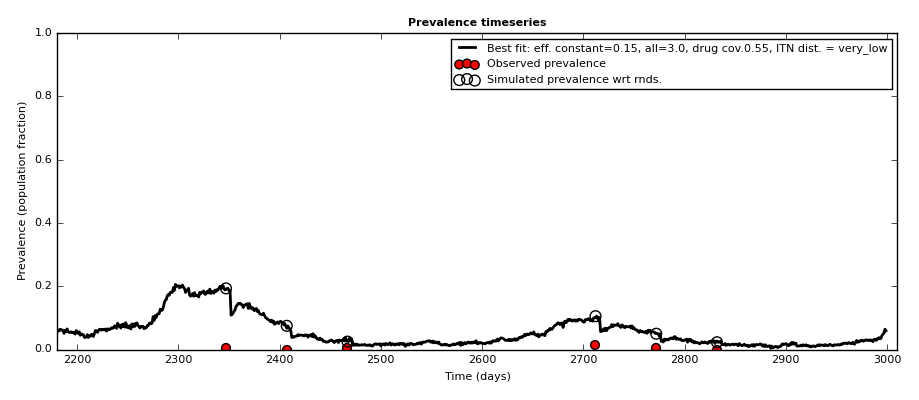 Prevalence timeseries
Best fit: eff. constant=0.15, all=3.0, drug cov.0.55, ITN dist. = very_low
Observed prevalence
Simulated prevalence wrt rnds.
Prevalence (population fraction)
1.0
0.8
0.6
0.4
0.2
0.0
2200 2300 2400 2500 2600 2700 2800 2900 3000
Time (days)